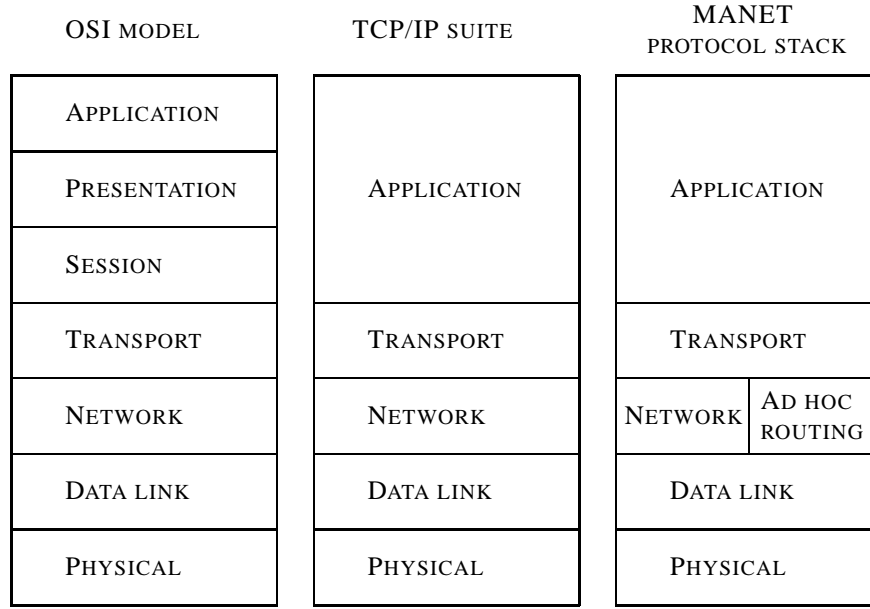 OSI MODEL
APPLICATION
PRESENTATION
SESSION
TRANSPORT
NETWORK
DATA LINK
PHYSICAL
TCP/IP SUITE
APPLICATION
TRANSPORT
NETWORK
DATA LINK
PHYSICAL
MANET
PROTOCOL STACK
APPLICATION
TRANSPORT
NETWORK
AD HOC
ROUTING
DATA LINK
PHYSICAL